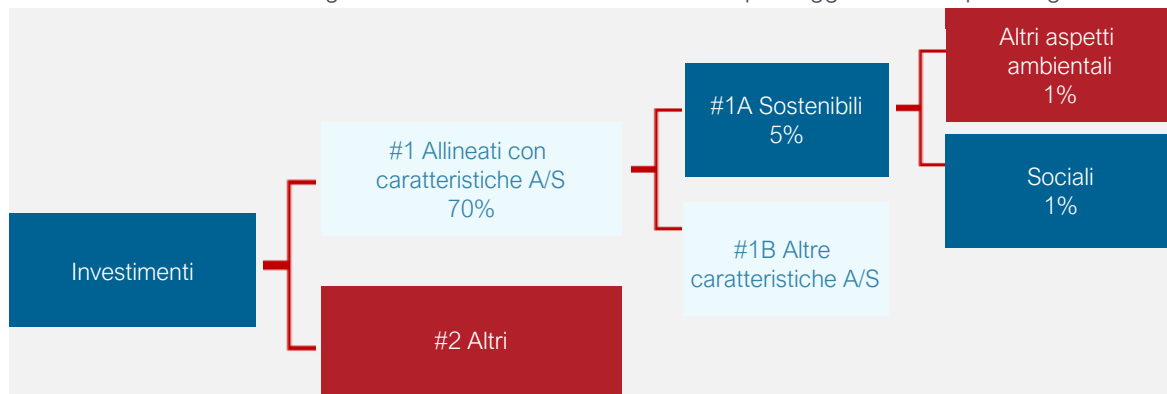 Altri aspetti
ambientali
1%
#1A Sostenibili
5%
#1 Allineati con
caratteristiche A/S
70%
Sociali
1%
#1B Altre
caratteristiche A/S
Investimenti
#2 Altri